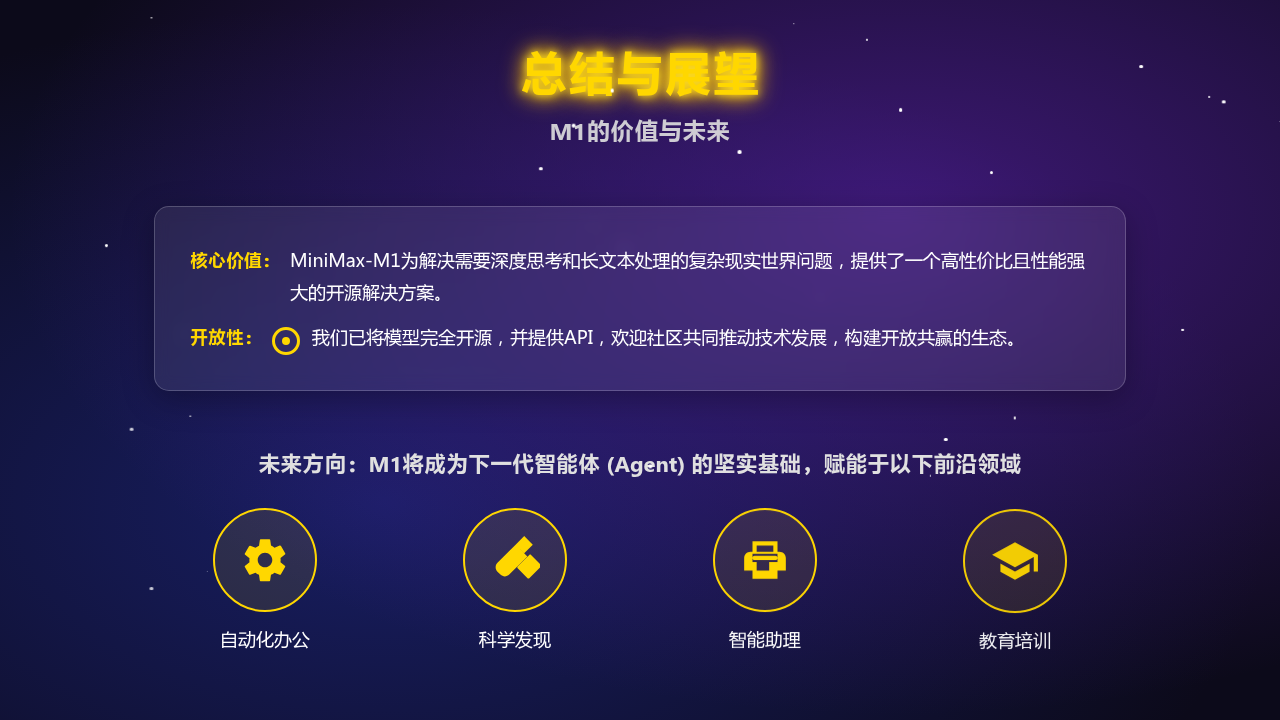 总结与展望
M1的价值与未来
核心价值： MiniMax-M1为解决需要深度思考和长文本处理的复杂现实世界问题，提供了一个高性价比且性能强
大的开源解决方案。
开放性： 我们已将模型完全开源，并提供API，欢迎社区共同推动技术发展，构建开放共赢的生态。
未来方向：M1将成为下一代智能体 (Agent) 的坚实基础，赋能于以下前沿领域
自动化办公
科学发现
智能助理
教育培训